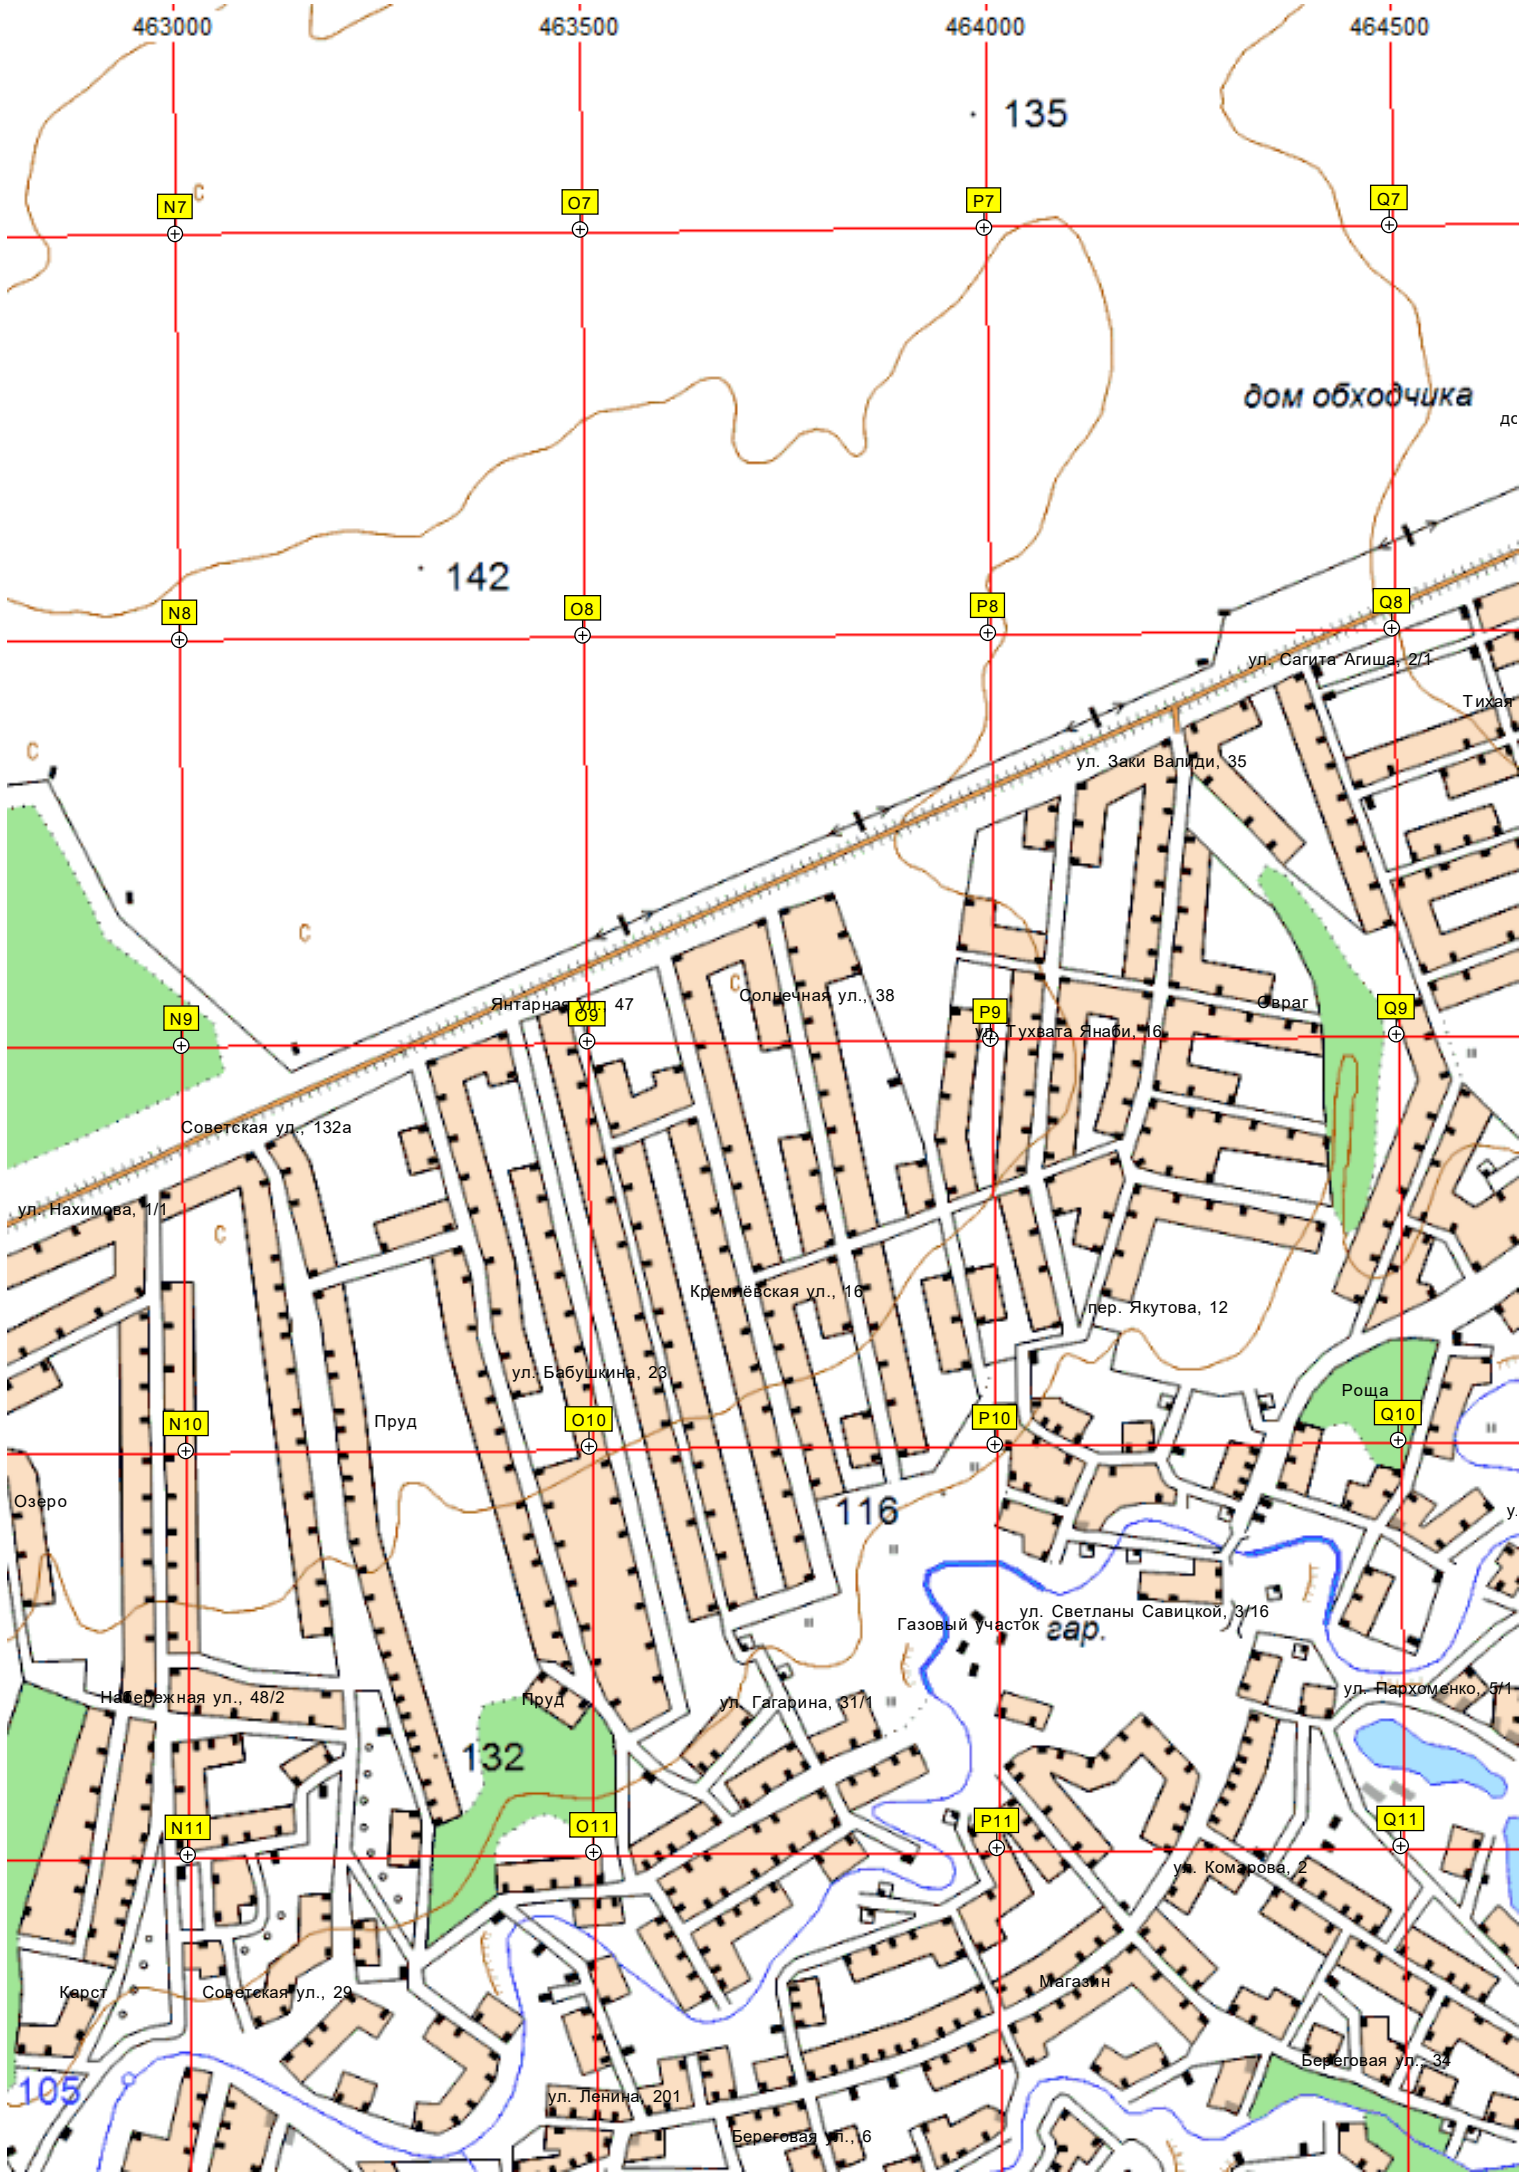 463000 463500 464000 464500
135
N7 C O7 P7 Q7
дом обходчика
142
N8 O8 P8 Q8
ул. Сагита Агиша, 2/1
Тихая
C
ул. Заки Валиди, 35
C
C
Солнечная ул., 38
Янтарная ул., 47
Овраг
N9 O9 P9 Q9
ул. Тухвата Янаби, 16
Советская ул., 132а
ул. Нахимова, 1/1
C
Кремлёвская ул., 16
пер. Якутова, 12
ул. Бабушкина, 23
Роща
Пруд
N10 O10 P10 Q10
Озеро
116
ул.
ул. Светланы Савицкой, 3/16
Газовый участок
гар.
ул. Пархоменко, 5/1
Набережная ул., 48/2
Пруд
ул. Гагарина, 31/1
132
N11 O11 P11 Q11
ул. Комарова, 2
Магазин
Карст
Советская ул., 29
Береговая ул., 34
105
ул. Ленина, 201
Береговая ул., 6